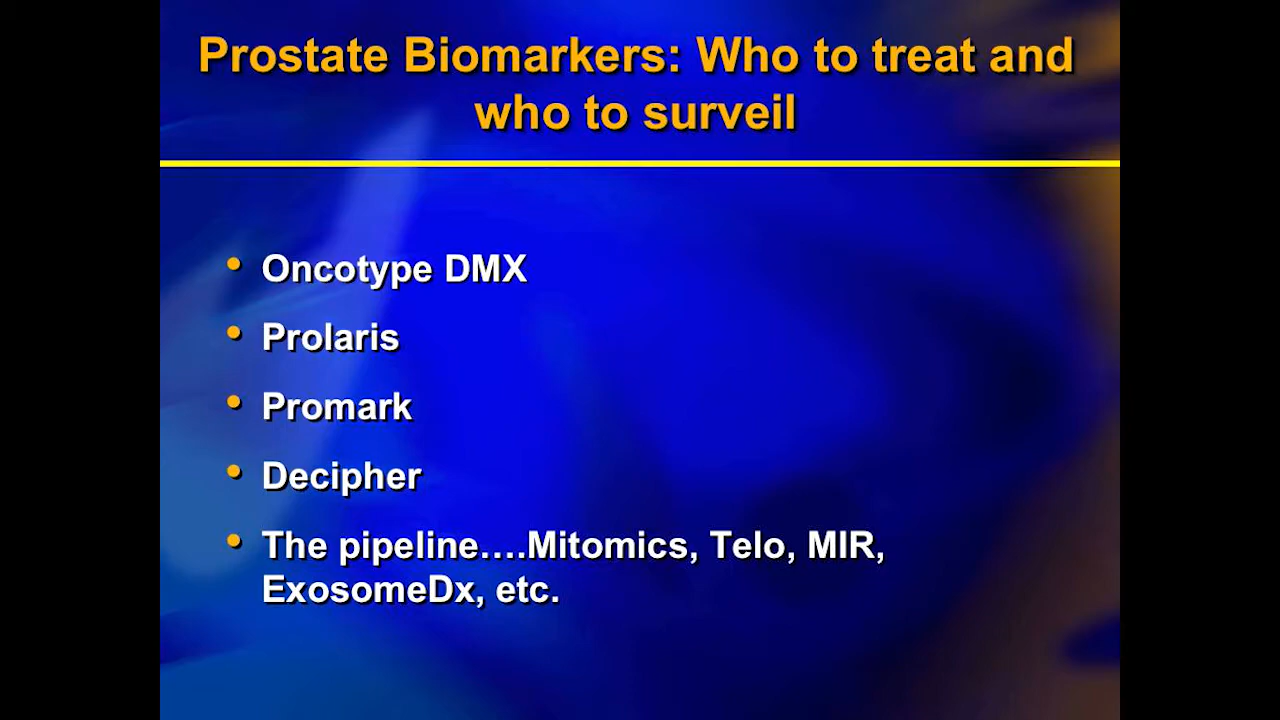 Prostate Biomarkers: Who to treat and
who to surveil
• Oncotype DMX
• Prolaris
• Promark
• Decipher
• The pipeline....Mitomics, Telo, MIR,
ExosomeDx, etc.